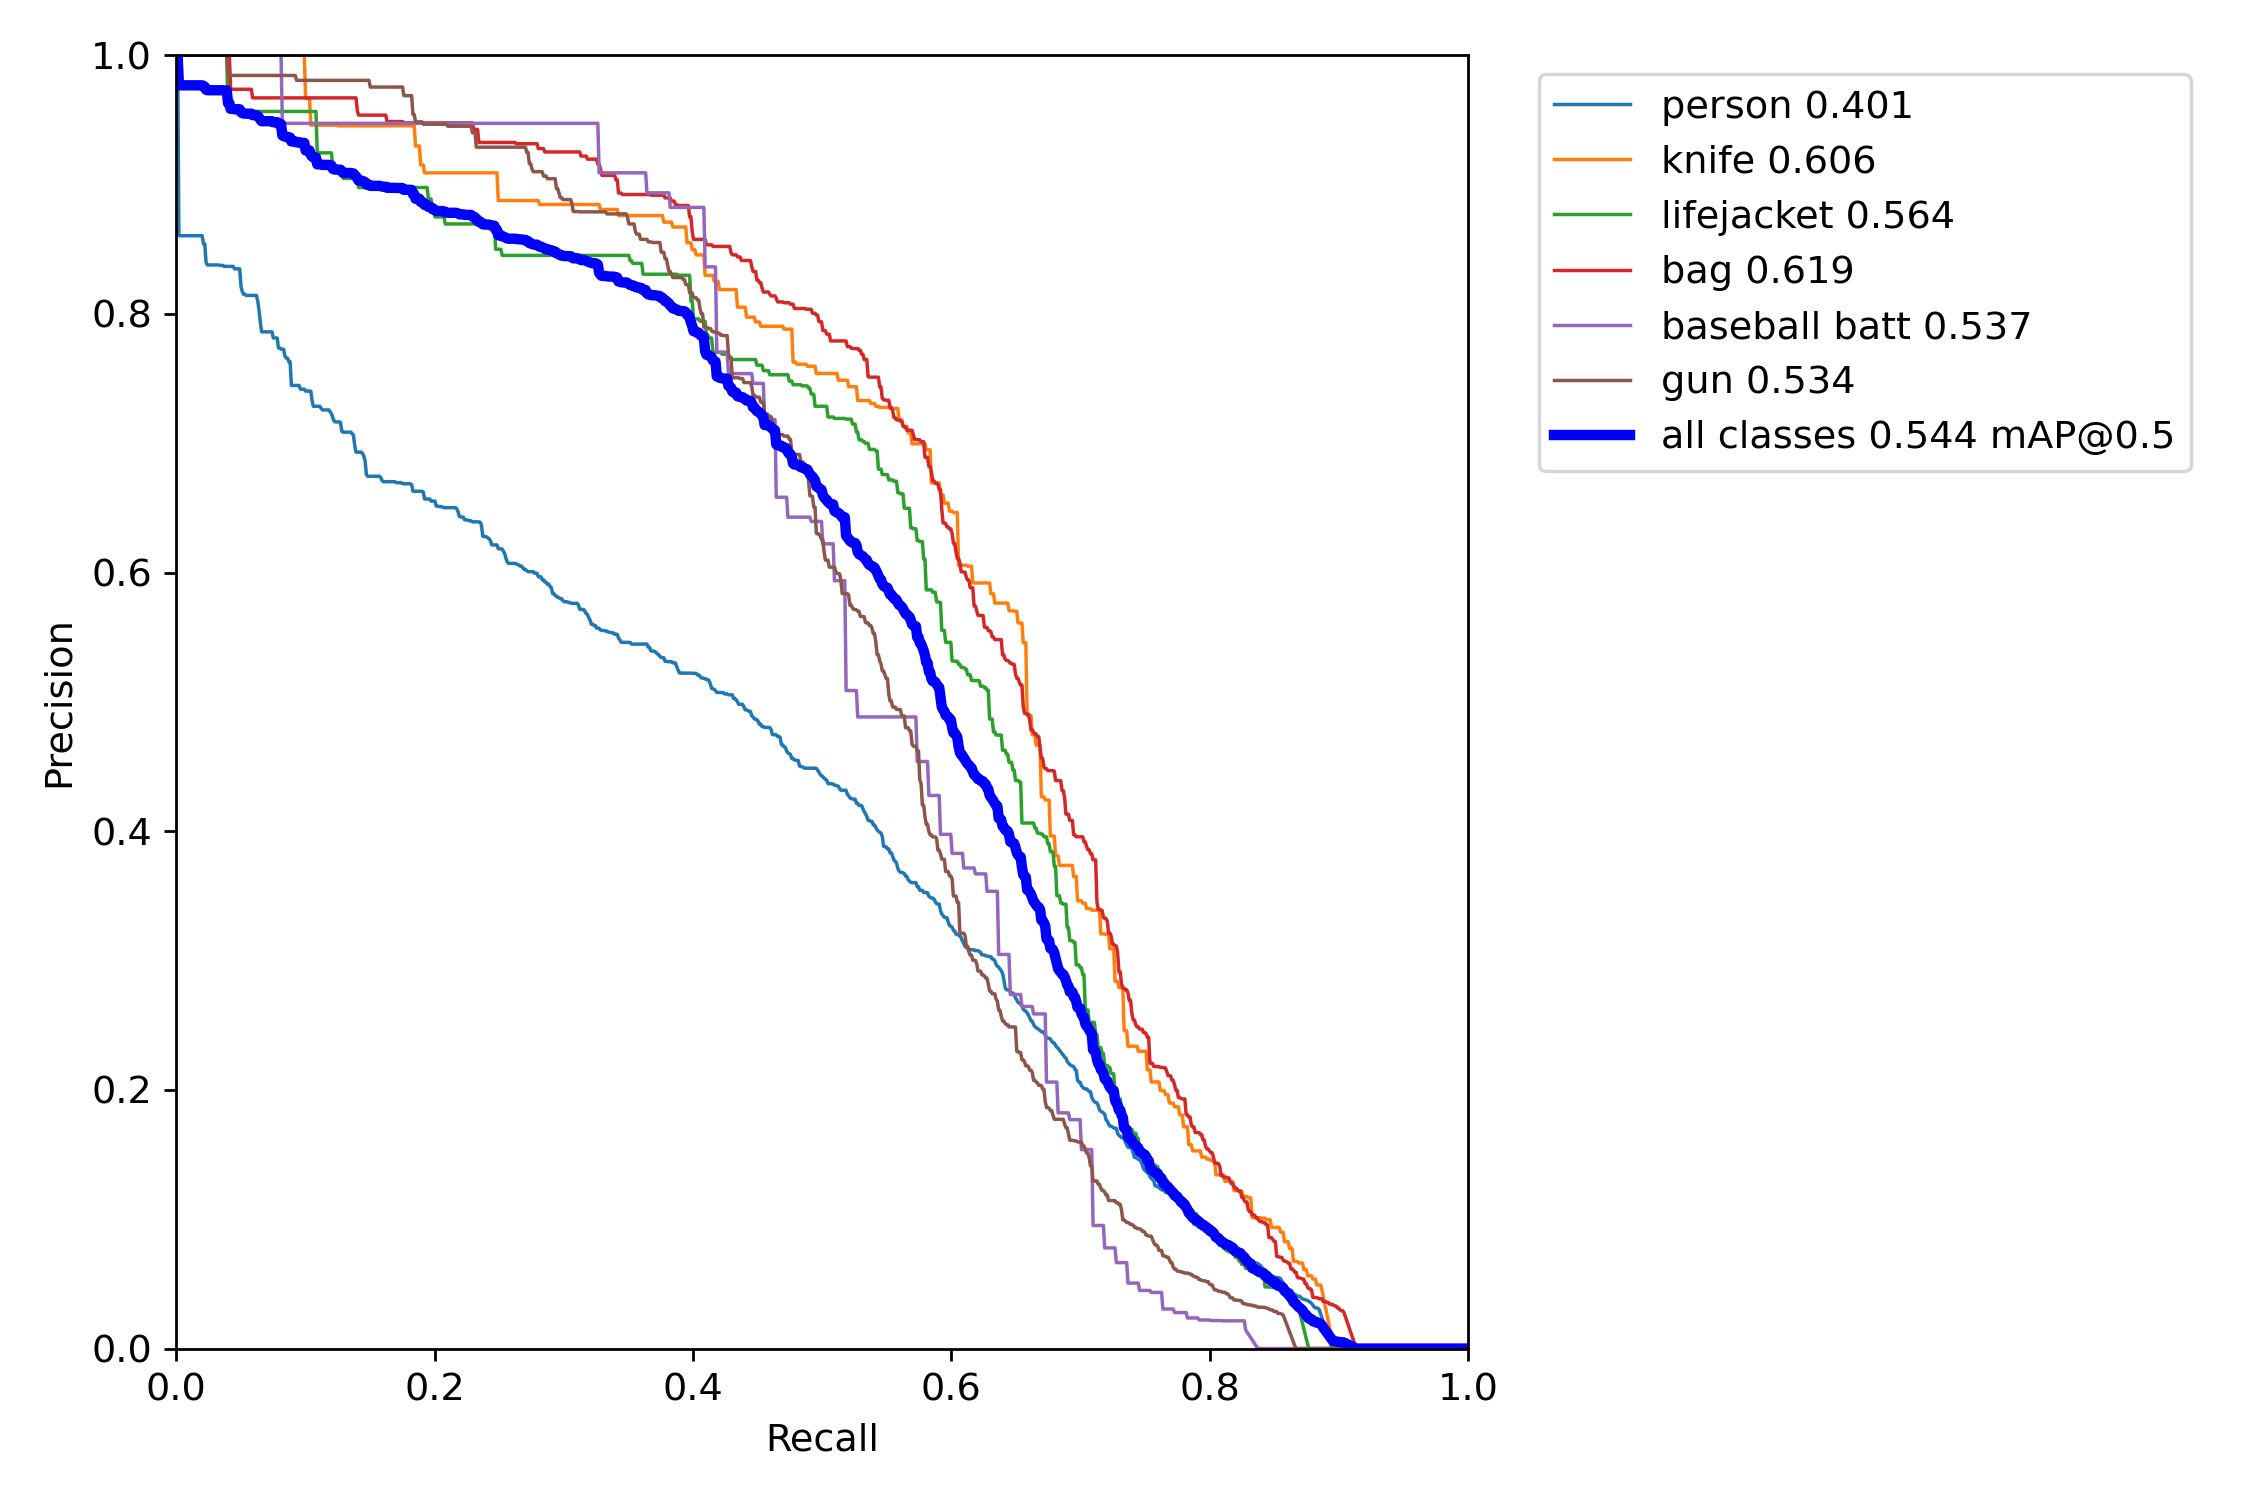 1.0
0.8
0.6
0.4
0.2
0.0
Precision
0.0 0.2 0.4 0.6 0.8 1.0
Recall
person 0.401
knife 0.606
lifejacket 0.564
bag 0.619
baseball batt 0.537
gun 0.534
all classes 0.544 mAP@0.5